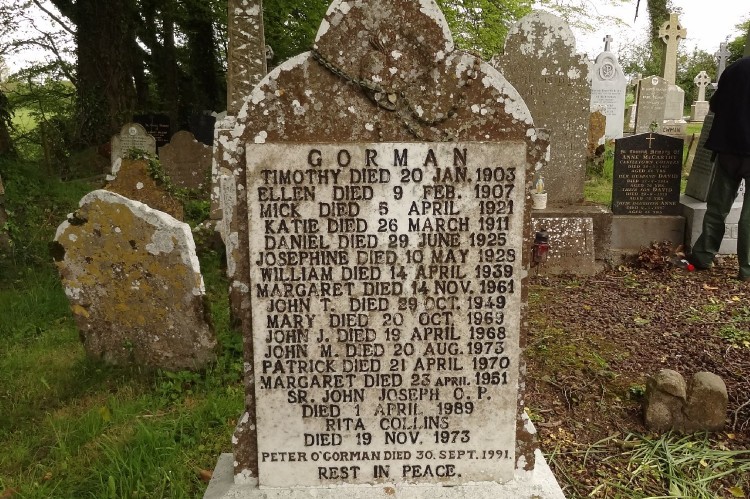 GORMAN
TIMOTHY DIED 20 JAN. 1903
ELLEN DIED 9 FEB. 1907
MICK DIED 5 APRIL 1921
KATIE DIED 26 MARCH 1911
DANIEL DIED 29 JUNE 1925
JOSEPHINE DIED 10 MAY 1928
WILLIAM DIED 14 APRIL 1939
MARGARET DIED 14 NOV. 1961
JOHN T. DIED 29 OCT. 1949
MARY DIED 20 OCT. 1969
JOHN J. DIED 19 APRIL 1968
JOHN M. DIED 20 AUG. 1973
PATRICK DIED 21 APRIL 1970
MARGARET DIED 23 APRIL 1951
SR. JOHN JOSEPH O. P.
DIED 1 APRIL 1989
RITA COLLINS
DIED 19 NOV. 1973
PETER O'GORMAN DIED 30. SEPT. 1991.
REST IN PEACE.
ANNE McCARTHY